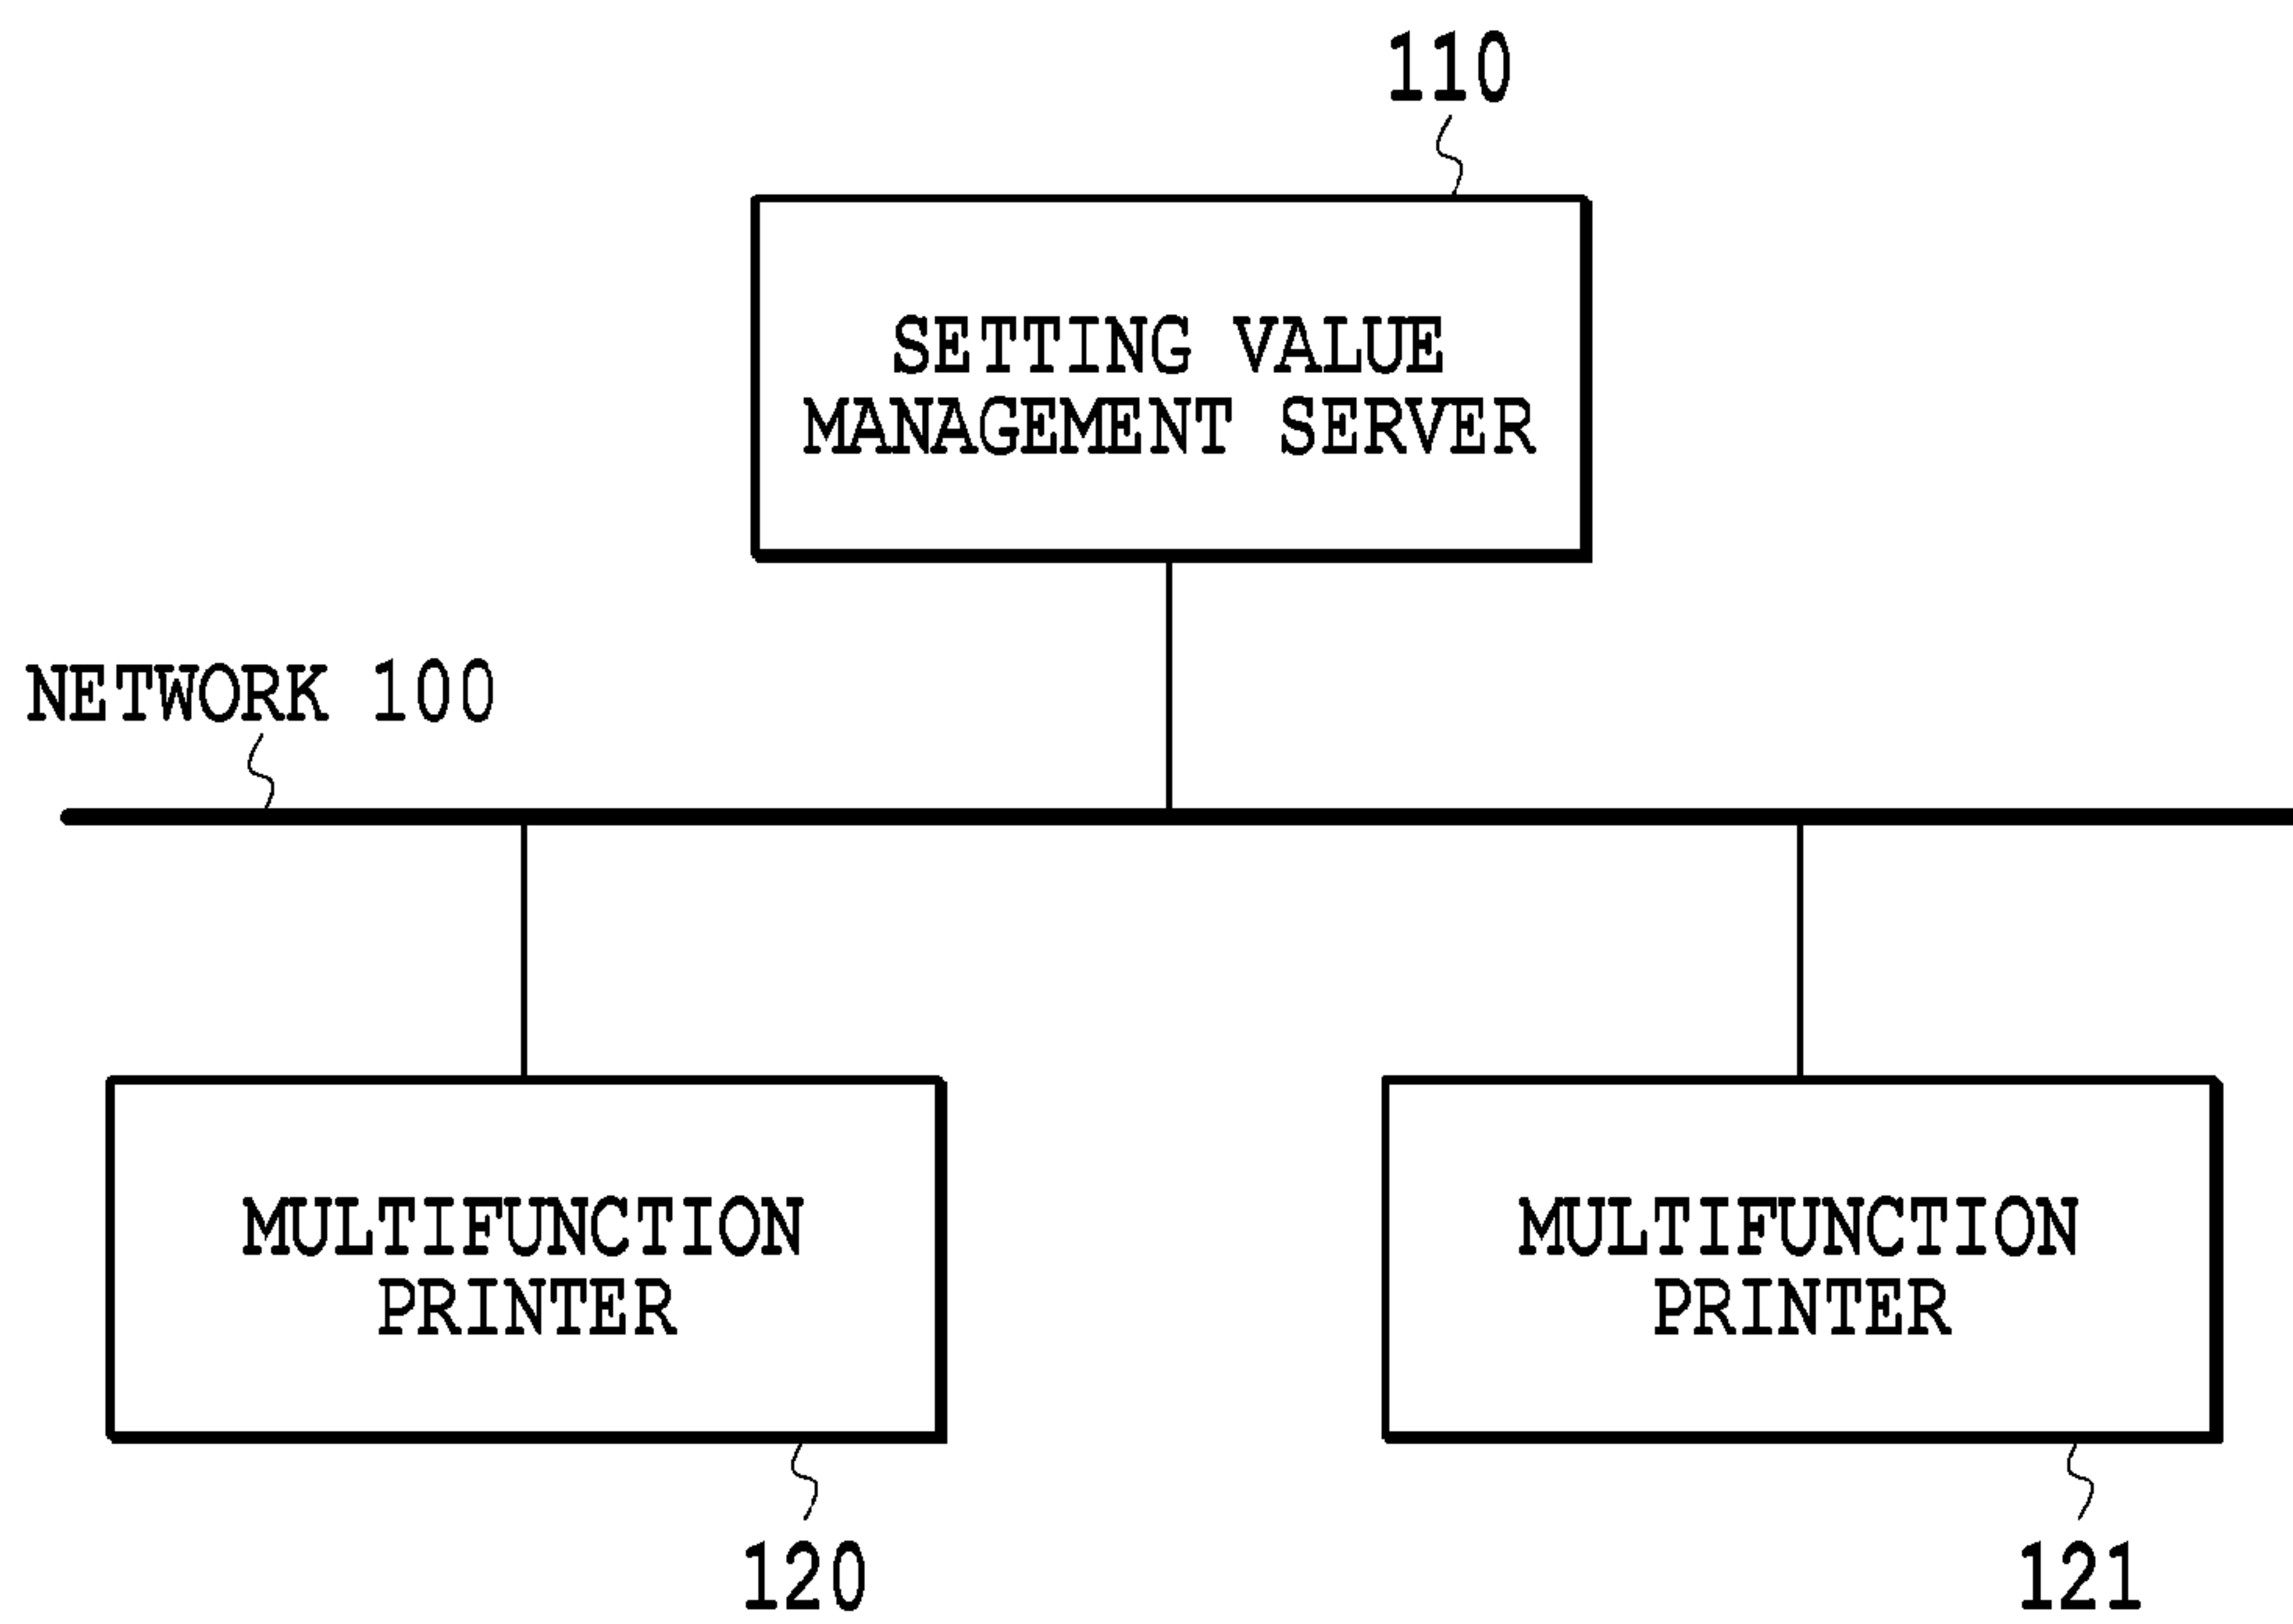 110
SETTING VALUE
MANAGEMENT SERVER
NETWORK 100
MULTIFUNCTION
PRINTER
120
MULTIFUNCTION
PRINTER
121